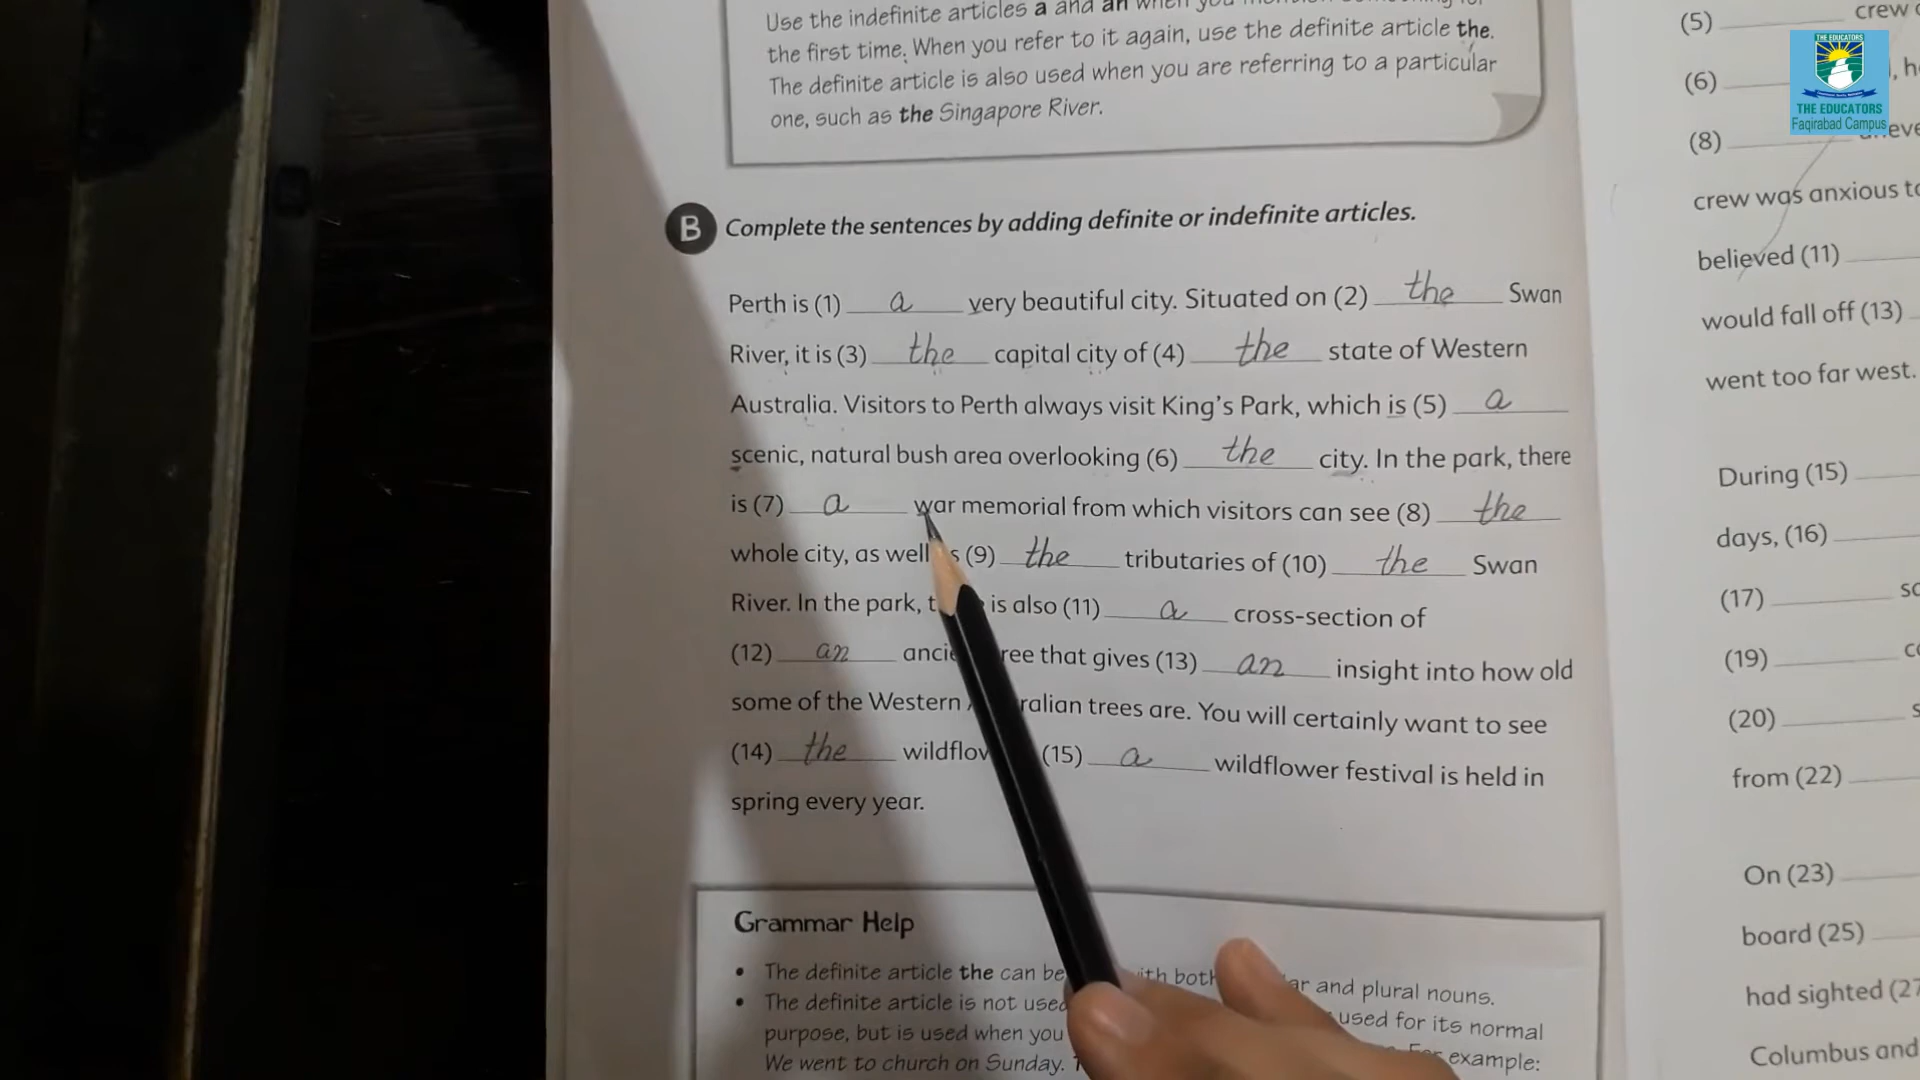 Use the indefinite articles a and an when you
the first time. When you refer to it again, use the definite article the.
The definite article is also used when you are referring to a particular
one, such as the Singapore River.
B Complete the sentences by adding definite or indefinite articles.
Perth is (1) a very beautiful city. Situated on (2) the Swan
River, it is (3) the capital city of (4) the state of Western
Australia. Visitors to Perth always visit King's Park, which is (5) a
scenic, natural bush area overlooking (6) the city. In the park, there
is (7) a war memorial from which visitors can see (8) the
whole city, as well s (9) the tributaries of (10) the Swan
River. In the park, is also (11) a cross-section of
(12) an tree that gives (13) an insight into how old
some of the Western trees are. You will certainly want to see
(14) the (15) a wildflower festival is held in
spring every year.
Grammar Help
• The definite article the can be both and plural nouns.
• The definite article is not used used for its normal
purpose, but is used when you example:
We went to church on Sunday.
(5) crew
(6)
(8)
crew was anxious to
believed (11)
would fall off (13)
went too far west.
During (15)
days, (16)
(17)
(19)
(20)
from (22)
On (23)
board (25)
had sighted (27
Columbus and
THE EDUCATORS
THE EDUCATORS
Faqirabad Campus